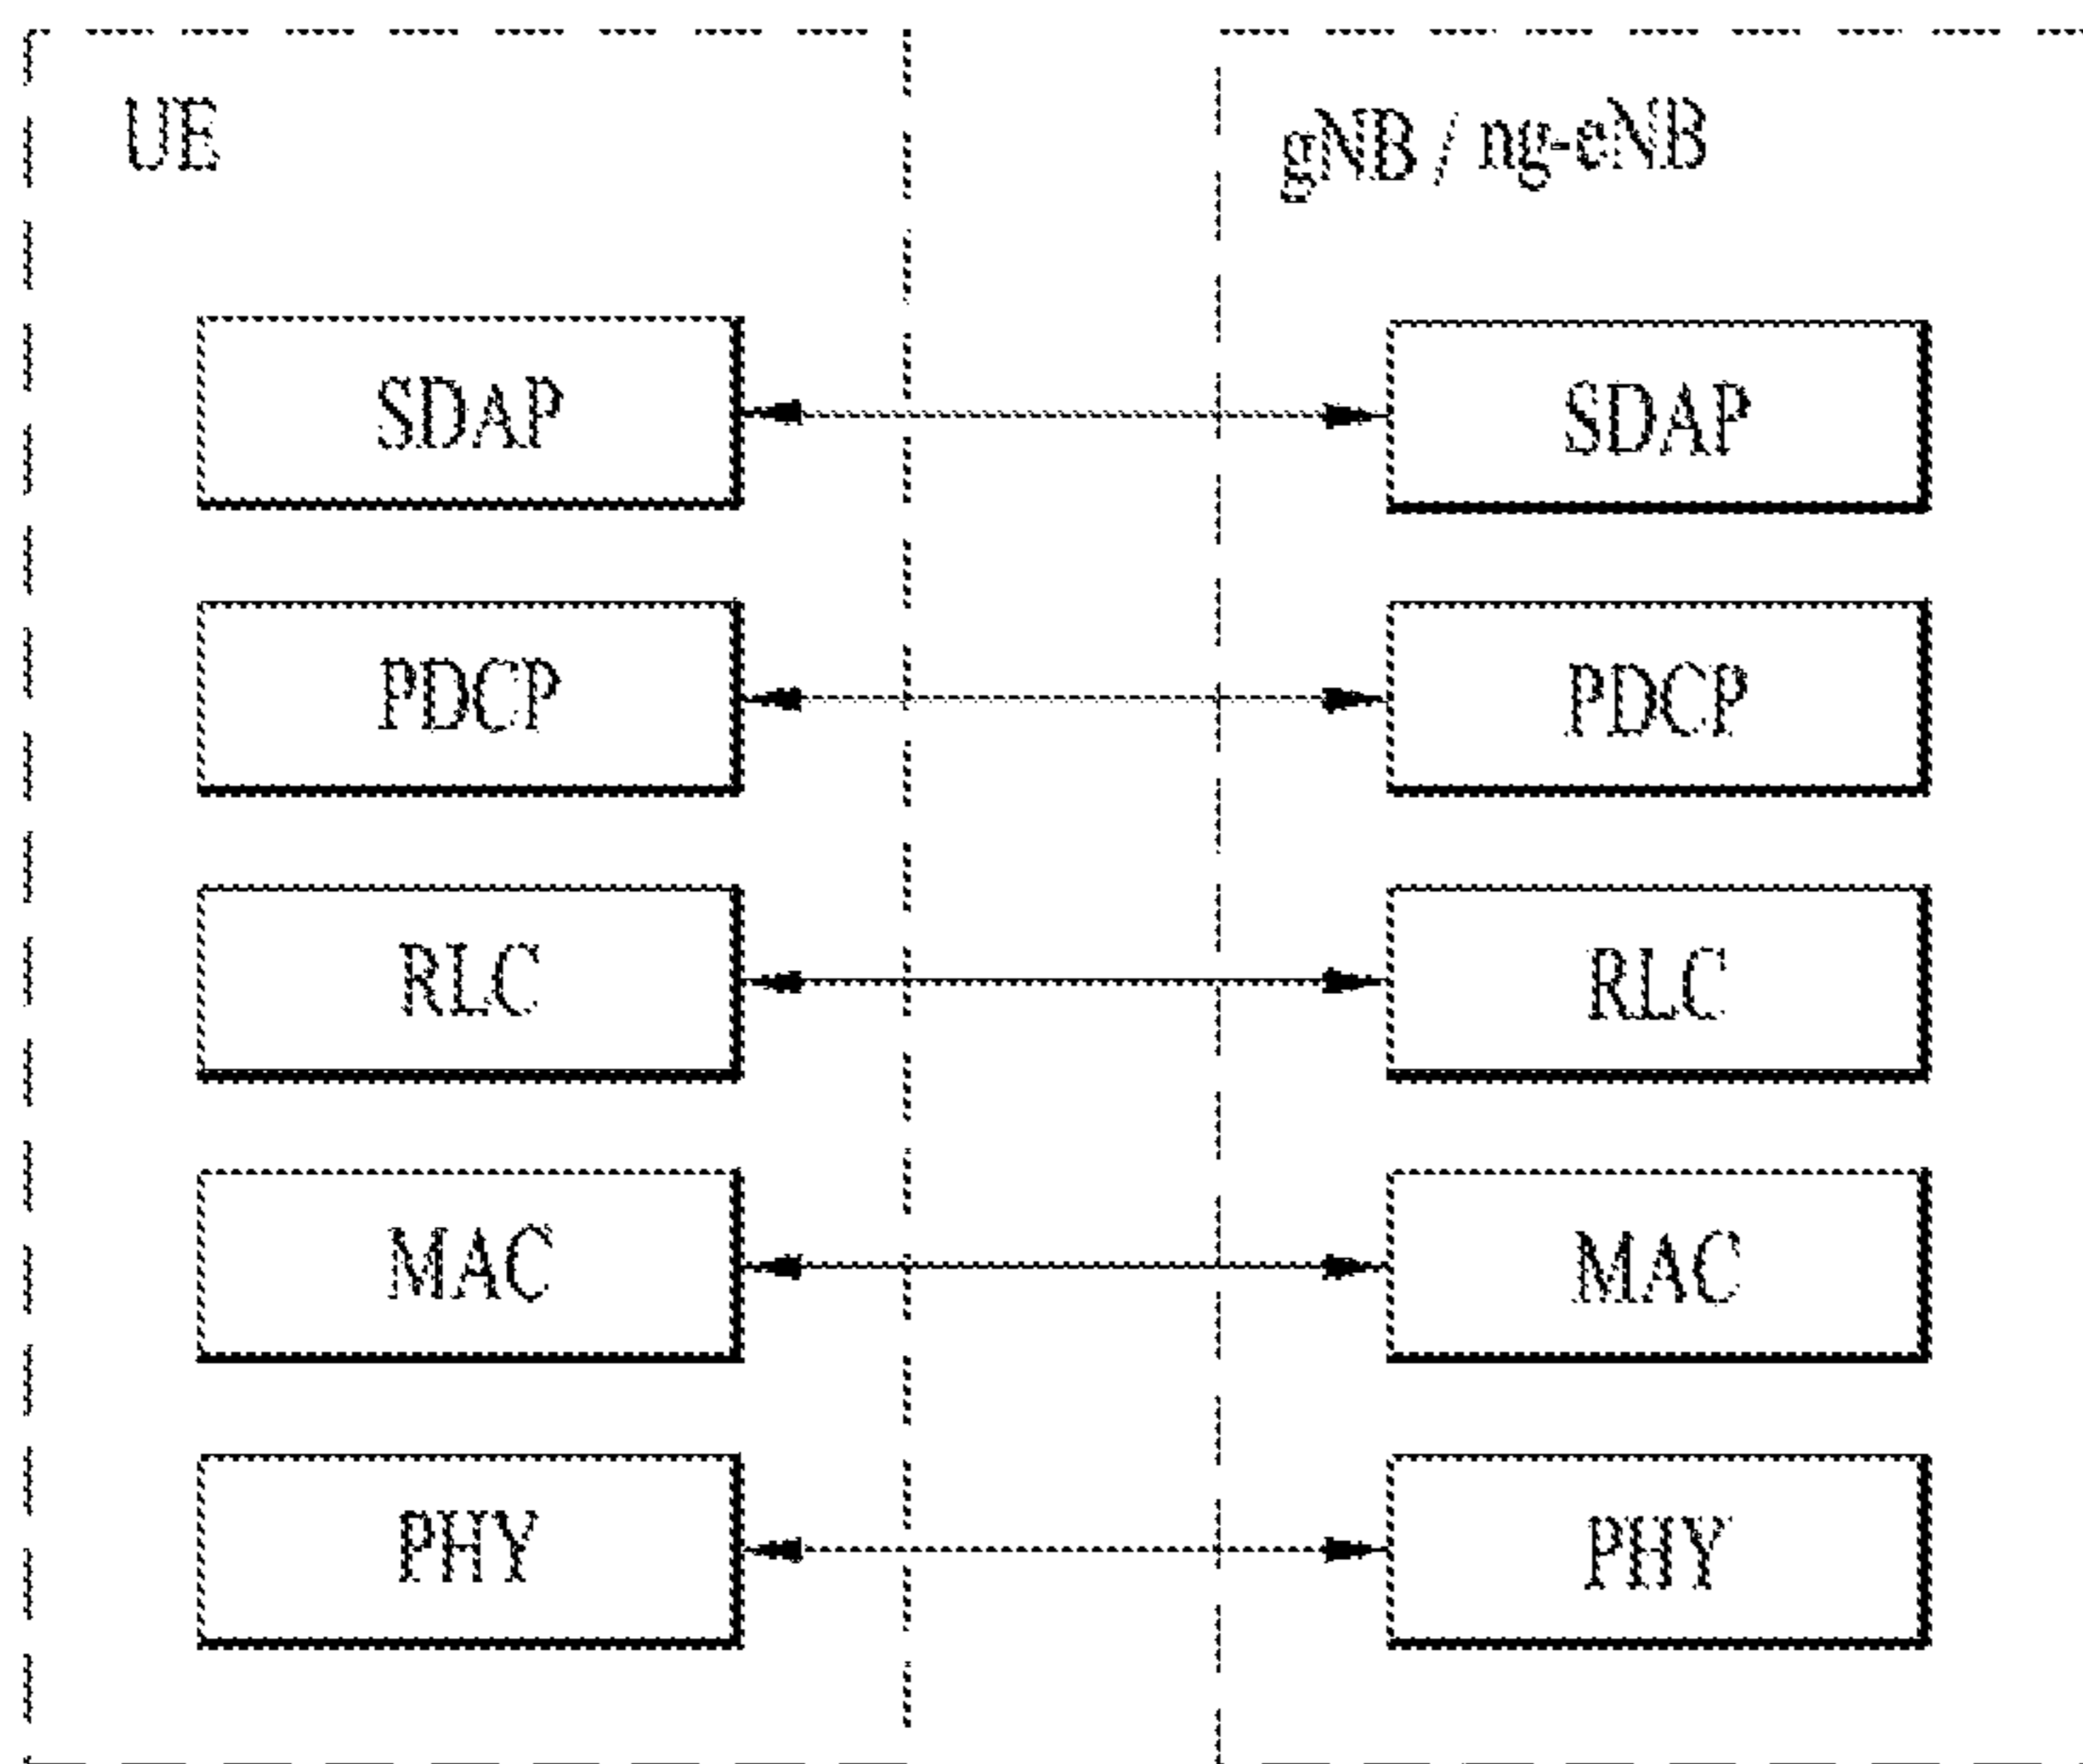 UE
gNB / ng-eNB
SDAP
SDAP
PDCP
PDCP
RLC
RLC
MAC
MAC
PHY
PHY